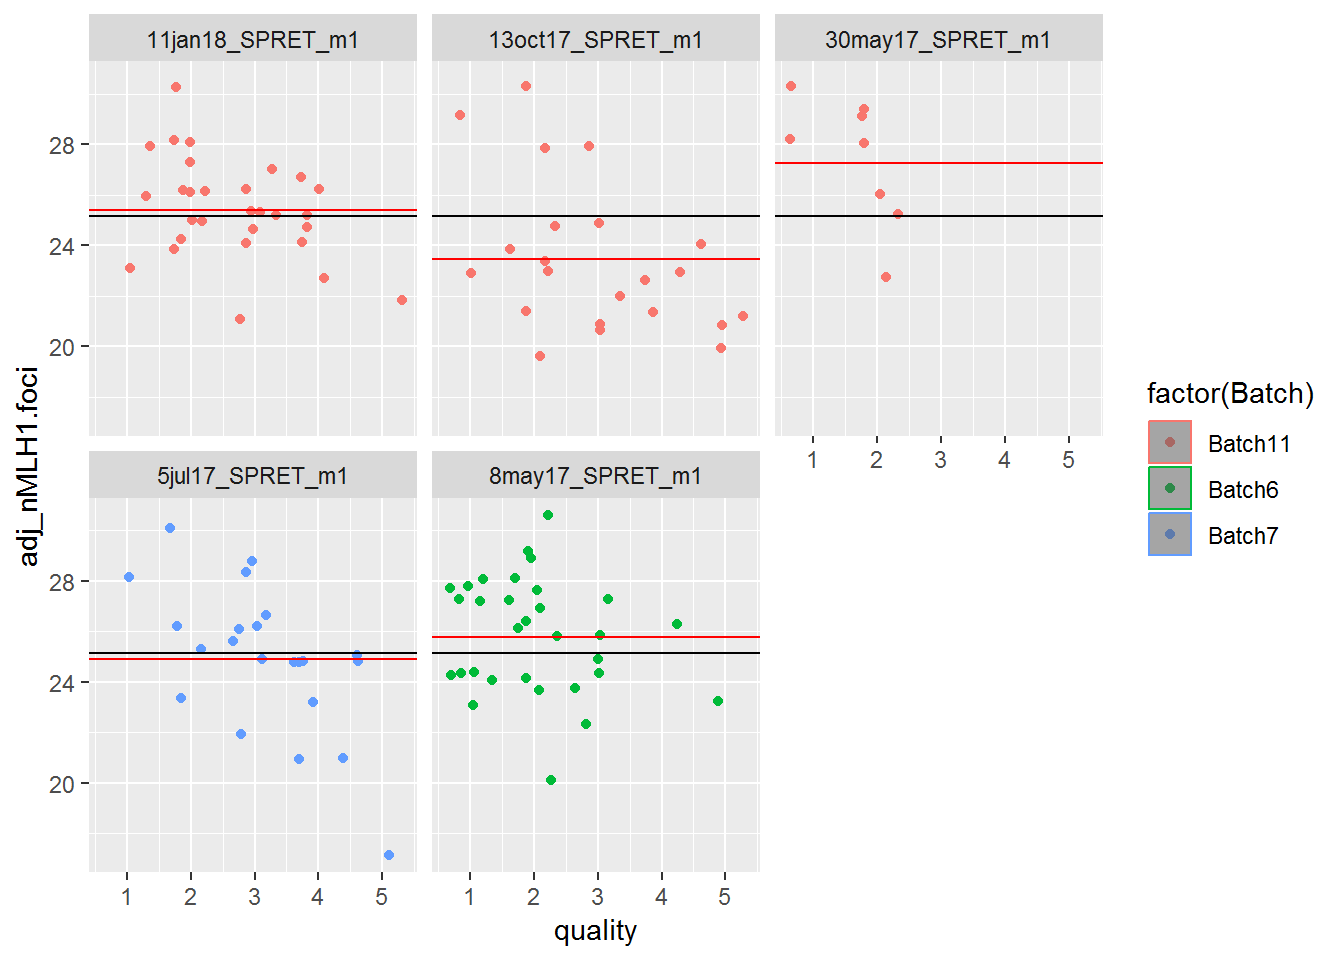 11jan18_SPRET_m1
13oct17_SPRET_m1
30may17_SPRET_m1
28
24
20
1 2 3 4 5
5jul17_SPRET_m1
8may17_SPRET_m1
28
24
20
1 2 3 4 5
1 2 3 4 5
adj_nMLH1.foci
quality
factor(Batch)
Batch11
Batch6
Batch7